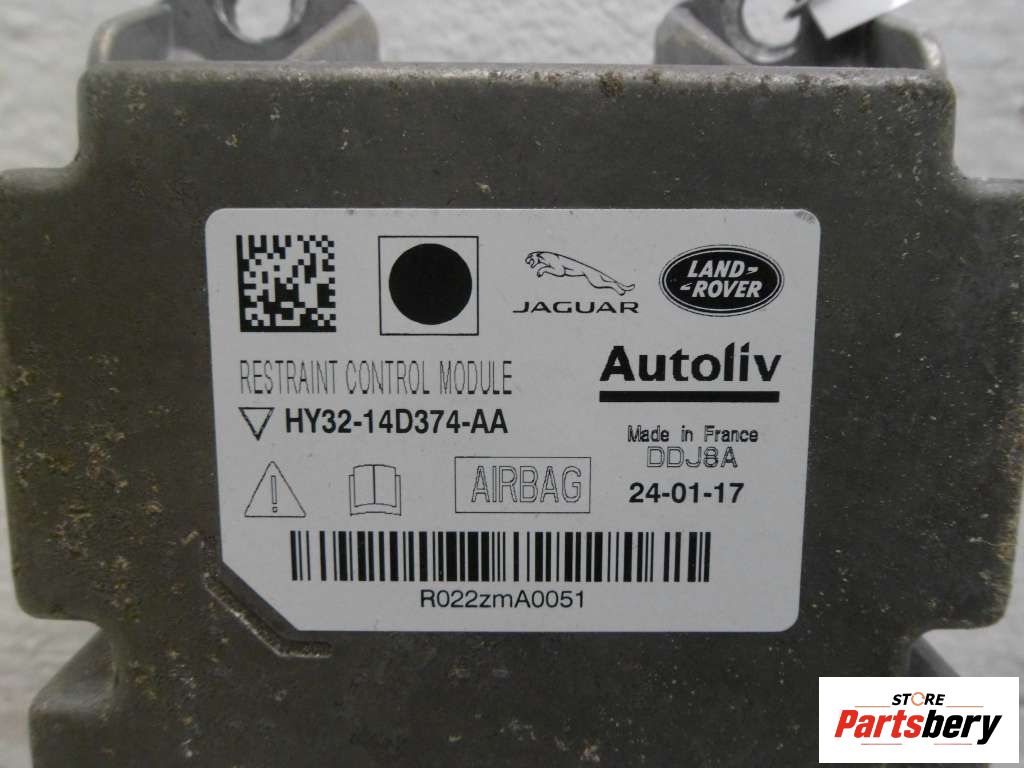 JAGUAR
LAND
ROVER
RESTRAINT CONTROL MODULE
Autoliv
HY32-14D374-AA
Made in France
DDJ8A
AIRBAG
24-01-17
R022zmA0051
STORE
Partsbery